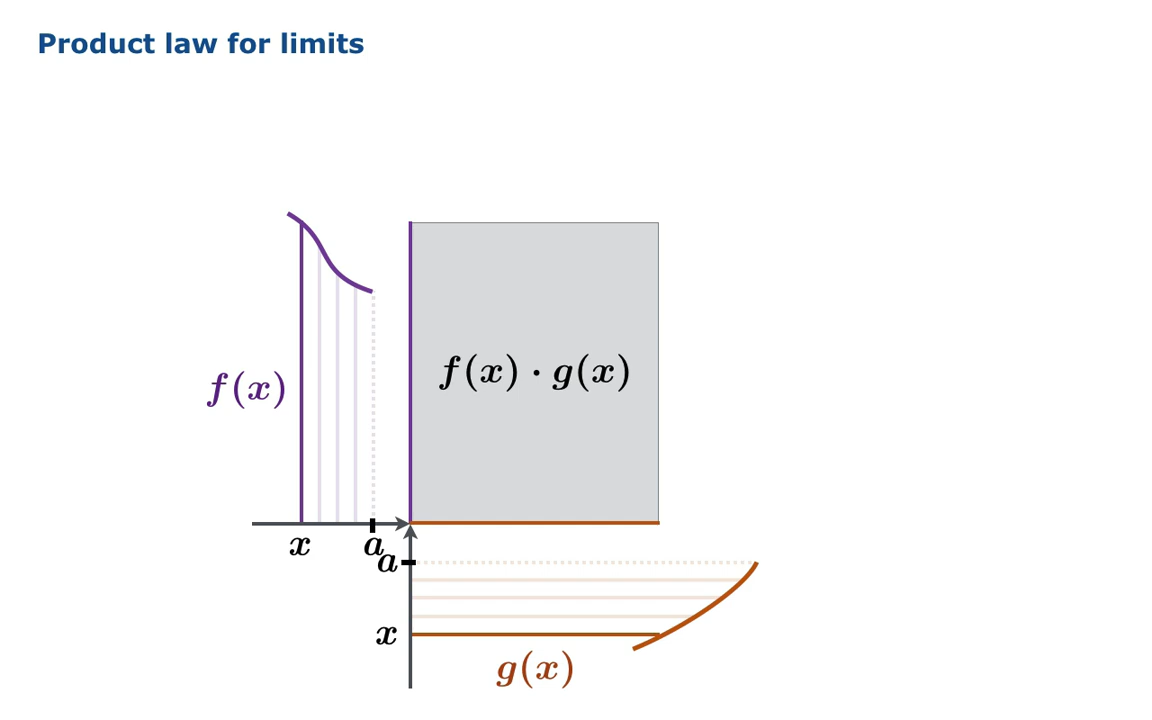 Product law for limits
f(x) · g(x)
f(x)
x
a
a
x
g(x)